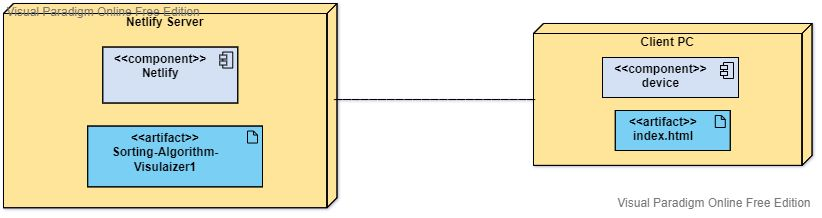 Visual Paradigm Online Free Edition
Netlify Server
<<component>>
Netlify
<<artifact>>
Sorting-Algorithm-
Visulaizer1
Client PC
<<component>>
device
<<artifact>>
index.html
Visual Paradigm Online Free Edition